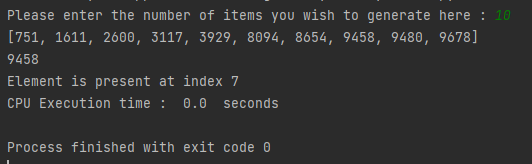 Please enter the number of items you wish to generate here : 10
[751, 1611, 2600, 3117, 3929, 8094, 8654, 9458, 9480, 9678]
9458
Element is present at index 7
CPU Execution time :  0.0  seconds
Process finished with exit code 0